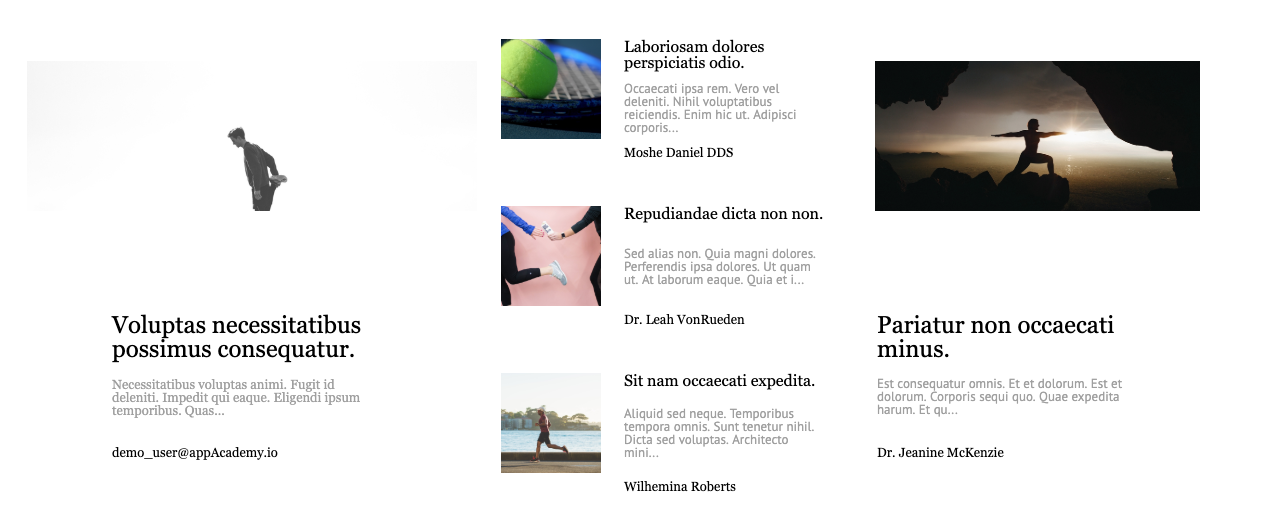 Voluptas necessitatibus
possimus consequatur.
Necessitatibus voluptas animi. Fugit id
deleniti. Impedit qui eaque. Eligendi ipsum
temporibus. Quas...
demo_user@appAcademy.io
Laboriosam dolores
perspiciatis odio.
Occaecati ipsa rem. Vero vel
deleniti. Nihil voluptatibus
reiciendis. Enim hic ut. Adipisci
corporis...
Moshe Daniel DDS
Repudiandae dicta non non.
Sed alias non. Quia magni dolores.
Perferendis ipsa dolores. Ut quam
ut. At laborum eaque. Quia et i...
Dr. Leah VonRueden
Sit nam occaecati expedita.
Aliquid sed neque. Temporibus
tempora omnis. Sunt tenetur nihil.
Dicta sed voluptas. Architecto
mini...
Wilhemina Roberts
Pariatur non occaecati
minus.
Est consequatur omnis. Et et dolorum. Est et
dolorum. Corporis sequi quo. Quae expedita
harum. Et qu...
Dr. Jeanine McKenzie